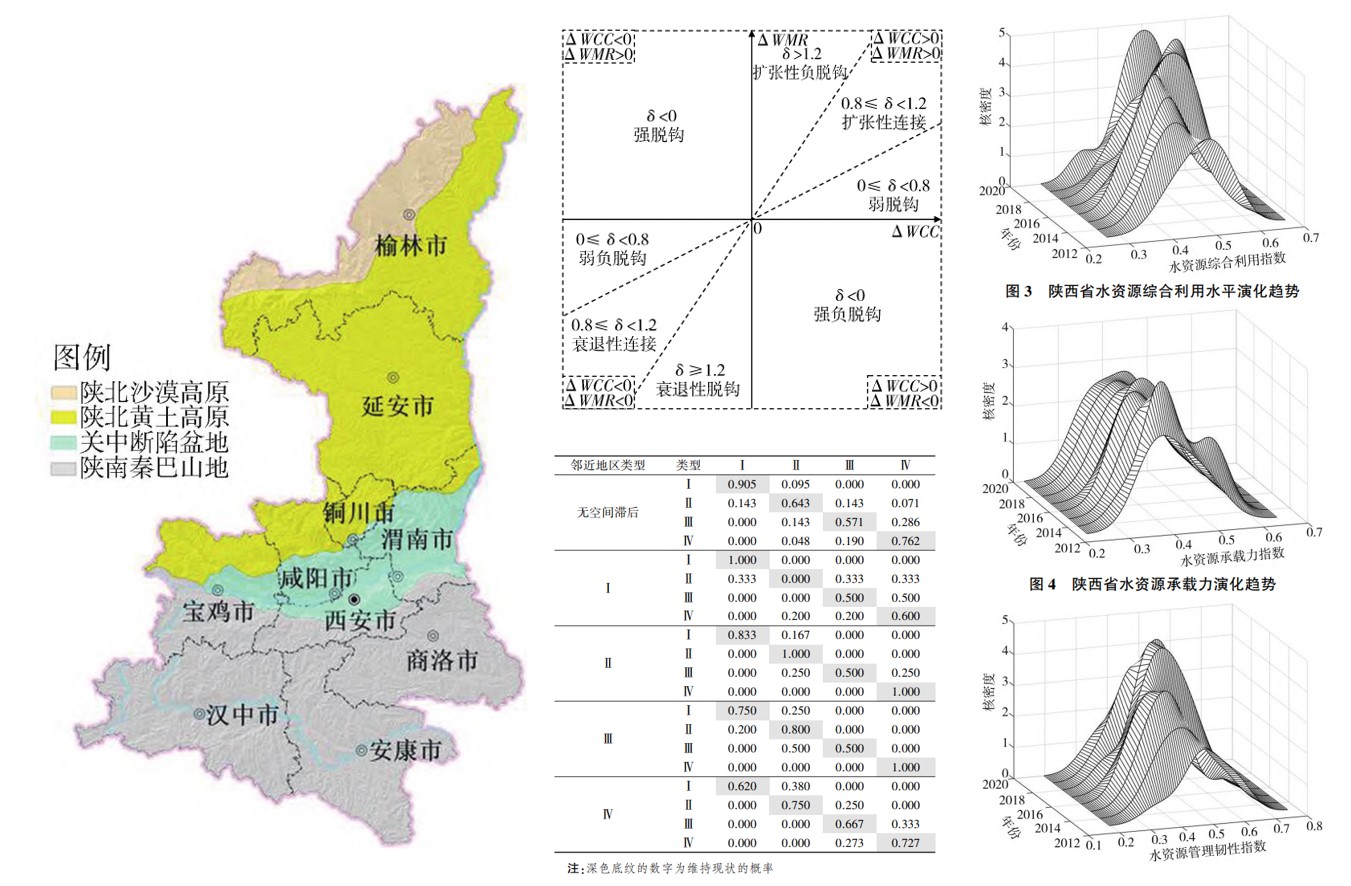 榆林市
延安市
铜川市
渭南市
咸阳市
宝鸡市
西安市
商洛市
汉中市
安康市
图例
陕北沙漠高原
陕北黄土高原
关中断陷盆地
陕南秦巴山地
Δ WCC<0
Δ WMR>0
Δ WMR
δ>1.2
扩张性负脱钩
Δ WCC>0
Δ WMR>0
δ<0
强脱钩
0.8≤ δ<1.2
扩张性连接
0≤ δ<0.8
弱脱钩
0
Δ WCC
0≤ δ<0.8
弱负脱钩
0.8≤ δ<1.2
衰退性连接
δ≥1.2
衰退性脱钩
δ<0
强负脱钩
Δ WCC<0
Δ WMR<0
Δ WCC>0
Δ WMR<0
邻近地区类型 类型 Ⅰ Ⅱ Ⅲ Ⅳ
无空间滞后
Ⅰ 0.905 0.095 0.000 0.000
Ⅱ 0.143 0.643 0.143 0.071
Ⅲ 0.000 0.143 0.571 0.286
Ⅳ 0.000 0.048 0.190 0.762
Ⅰ
Ⅰ 1.000 0.000 0.000 0.000
Ⅱ 0.333 0.000 0.333 0.333
Ⅲ 0.000 0.000 0.500 0.500
Ⅳ 0.000 0.200 0.200 0.600
Ⅱ
Ⅰ 0.833 0.167 0.000 0.000
Ⅱ 0.000 1.000 0.000 0.000
Ⅲ 0.000 0.250 0.500 0.250
Ⅳ 0.000 0.000 0.000 1.000
Ⅲ
Ⅰ 0.750 0.250 0.000 0.000
Ⅱ 0.200 0.800 0.000 0.000
Ⅲ 0.000 0.500 0.500 0.000
Ⅳ 0.000 0.000 0.000 1.000
Ⅳ
Ⅰ 0.620 0.380 0.000 0.000
Ⅱ 0.000 0.750 0.250 0.000
Ⅲ 0.000 0.000 0.667 0.333
Ⅳ 0.000 0.000 0.273 0.727
注:深色底纹的数字为维持现状的概率
5
4
3
2
1
0
核密度
2020
2018
2016
2014
2012
年份
0.2 0.3 0.4 0.5 0.6 0.7
水资源综合利用指数
图 3 陕西省水资源综合利用水平演化趋势
4
3
2
1
0
核密度
2020
2018
2016
2014
2012
年份
0.2 0.3 0.4 0.5 0.6 0.7
水资源承载力指数
图 4 陕西省水资源承载力演化趋势
5
4
3
2
1
0
核密度
2020
2018
2016
2014
2012
年份
0.1 0.2 0.3 0.4 0.5 0.6 0.7 0.8
水资源管理韧性指数